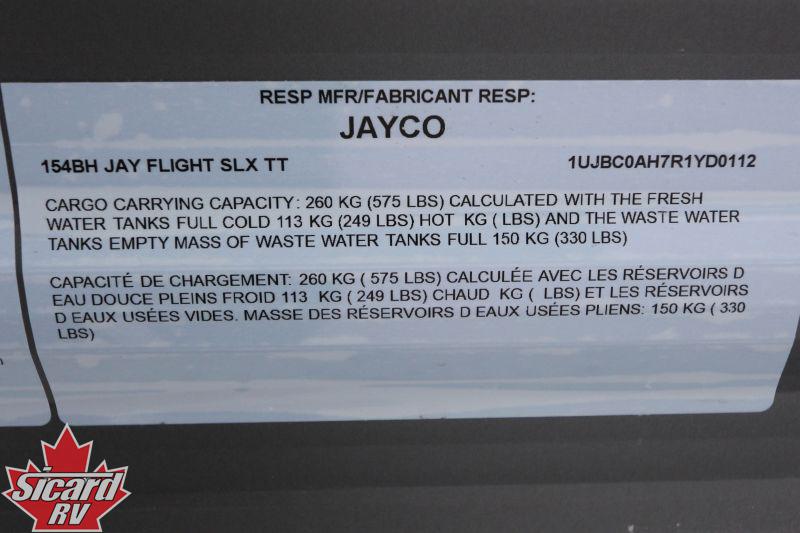 RESP MFR/FABRICANT RESP:
JAYCO
154BH JAY FLIGHT SLX TT 1UJBC0AH7R1YD0112
CARGO CARRYING CAPACITY: 260 KG (575 LBS) CALCULATED WITH THE FRESH
WATER TANKS FULL COLD 113 KG (249 LBS) HOT KG ( LBS) AND THE WASTE WATER
TANKS EMPTY MASS OF WASTE WATER TANKS FULL 150 KG (330 LBS)
CAPACITÉ DE CHARGEMENT: 260 KG ( 575 LBS) CALCULÉE AVEC LES RÉSERVOIRS D
EAU DOUCE PLEINS FROID 113 KG ( 249 LBS) CHAUD KG ( LBS) ET LES RÉSERVOIRS
D EAUX USÉES VIDES. MASSE DES RÉSERVOIRS D EAUX USÉES PLIENS: 150 KG ( 330
LBS)
Sicard
RV